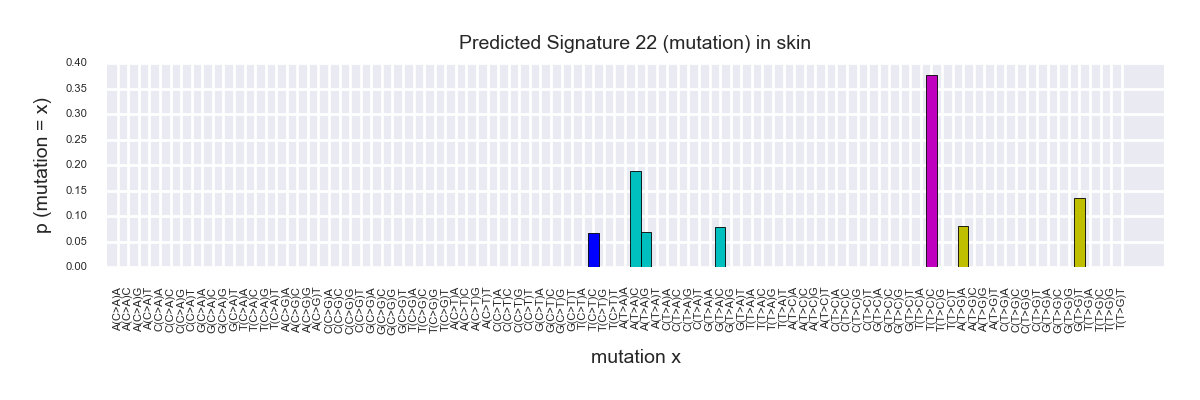 Predicted Signature 22 (mutation) in skin
p (mutation = x)
0.40
0.35
0.30
0.25
0.20
0.15
0.10
0.05
0.00
A(C>A)A
A(C>A)C
A(C>A)G
A(C>A)T
C(C>A)A
C(C>A)C
C(C>A)G
C(C>A)T
G(C>A)A
G(C>A)C
G(C>A)G
G(C>A)T
T(C>A)A
T(C>A)C
T(C>A)G
T(C>A)T
A(C>G)A
A(C>G)C
A(C>G)G
A(C>G)T
C(C>G)A
C(C>G)C
C(C>G)G
C(C>G)T
G(C>G)A
G(C>G)C
G(C>G)G
G(C>G)T
T(C>G)A
T(C>G)C
T(C>G)G
T(C>G)T
A(C>T)A
A(C>T)C
A(C>T)G
A(C>T)T
C(C>T)A
C(C>T)C
C(C>T)G
C(C>T)T
G(C>T)A
G(C>T)C
G(C>T)G
G(C>T)T
T(C>T)A
T(C>T)C
T(C>T)G
T(C>T)T
A(T>A)A
A(T>A)C
A(T>A)G
A(T>A)T
C(T>A)A
C(T>A)C
C(T>A)G
C(T>A)T
G(T>A)A
G(T>A)C
G(T>A)G
G(T>A)T
T(T>A)A
T(T>A)C
T(T>A)G
T(T>A)T
A(T>C)A
A(T>C)C
A(T>C)G
A(T>C)T
C(T>C)A
C(T>C)C
C(T>C)G
C(T>C)T
G(T>C)A
G(T>C)C
G(T>C)G
G(T>C)T
T(T>C)A
T(T>C)C
T(T>C)G
T(T>C)T
A(T>G)A
A(T>G)C
A(T>G)G
A(T>G)T
C(T>G)A
C(T>G)C
C(T>G)G
C(T>G)T
G(T>G)A
G(T>G)C
G(T>G)G
G(T>G)T
T(T>G)A
T(T>G)C
T(T>G)G
T(T>G)T
mutation x